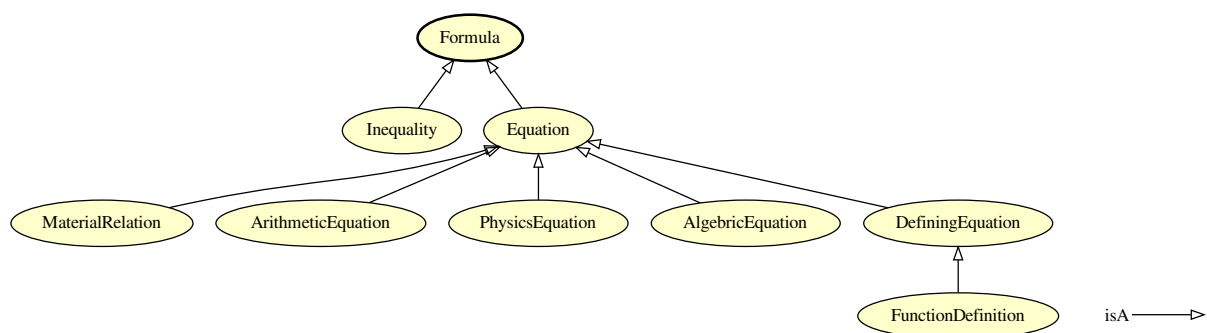 Formula
Inequality
Equation
MaterialRelation
ArithmeticEquation
PhysicsEquation
AlgebricEquation
DefiningEquation
FunctionDefinition
isA